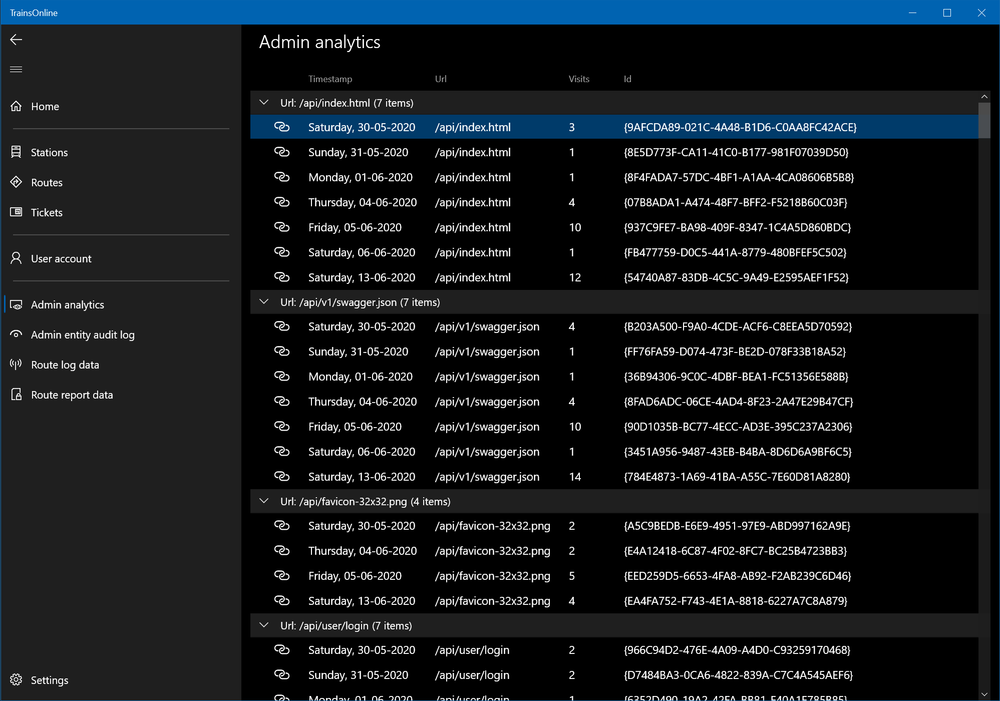 TrainsOnline
Home
Stations
Routes
Tickets
User account
Admin analytics
Admin entity audit log
Route log data
Route report data
Settings
Admin analytics
Timestamp Url Visits Id
Url: /api/index.html (7 items)
Saturday, 30-05-2020 /api/index.html 3 {9AFCDA89-021C-4A48-B1D6-C0AA8FC42ACE}
Sunday, 31-05-2020 /api/index.html 1 {8E5D773F-CA11-41C0-B177-981F07039D50}
Monday, 01-06-2020 /api/index.html 1 {8F4FADA7-57DC-4BF1-A1AA-4CA08606B5B8}
Thursday, 04-06-2020 /api/index.html 4 {07B8ADA1-A474-48F7-BFF2-F5218B60C03F}
Friday, 05-06-2020 /api/index.html 10 {937C9FE7-BA98-409F-8347-1C4A5D860BDC}
Saturday, 06-06-2020 /api/index.html 1 {FB477759-D0C5-441A-8779-480BFEF5C502}
Saturday, 13-06-2020 /api/index.html 12 {54740A87-83DB-4C5C-9A49-E2595AEF1F52}
Url: /api/v1/swagger.json (7 items)
Saturday, 30-05-2020 /api/v1/swagger.json 4 {B203A500-F9A0-4CDE-ACF6-C8EEA5D70592}
Sunday, 31-05-2020 /api/v1/swagger.json 1 {FF76FA59-D074-473F-BE2D-078F33B18A52}
Monday, 01-06-2020 /api/v1/swagger.json 1 {36B94306-9C0C-4DBF-BEA1-FC51356E588B}
Thursday, 04-06-2020 /api/v1/swagger.json 4 {8FAD6ADC-06CE-4AD4-8F23-2A47E29B47CF}
Friday, 05-06-2020 /api/v1/swagger.json 10 {90D1035B-BC77-4ECC-AD3E-395C237A2306}
Saturday, 06-06-2020 /api/v1/swagger.json 1 {3451A956-9487-43EB-B4BA-8D6D6A9BF6C5}
Saturday, 13-06-2020 /api/v1/swagger.json 14 {784E4873-1A69-41BA-A55C-7E60D81A8280}
Url: /api/favicon-32x32.png (4 items)
Saturday, 30-05-2020 /api/favicon-32x32.png 2 {A5C9BEDB-E6E9-4951-97E9-ABD997162A9E}
Thursday, 04-06-2020 /api/favicon-32x32.png 2 {E4A12418-6C87-4F02-8FC7-BC25B4723BB3}
Friday, 05-06-2020 /api/favicon-32x32.png 5 {EED259D5-6653-4FA8-AB92-F2AB239C6D46}
Saturday, 13-06-2020 /api/favicon-32x32.png 4 {EA4FA752-F743-4E1A-8818-6227A7C8A879}
Url: /api/user/login (7 items)
Saturday, 30-05-2020 /api/user/login 2 {966C94D2-476E-4A09-A4D0-C93259170468}
Sunday, 31-05-2020 /api/user/login 2 {D7484BA3-0CA6-4822-839A-C7C4A545AEF6}
Monday, 01-06-2020 /api/user/login 1